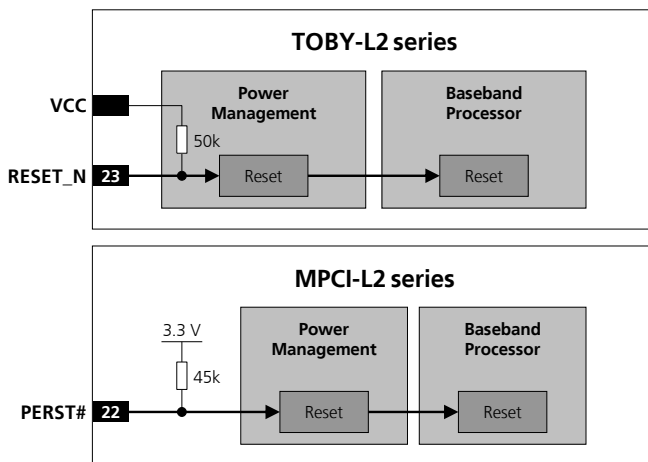 TOBY-L2 series
Power
Management
Baseband
Processor
VCC
50k
RESET_N 23
Reset
Reset
MPCI-L2 series
3.3 V
Power
Management
Baseband
Processor
45k
PERST# 22
Reset
Reset